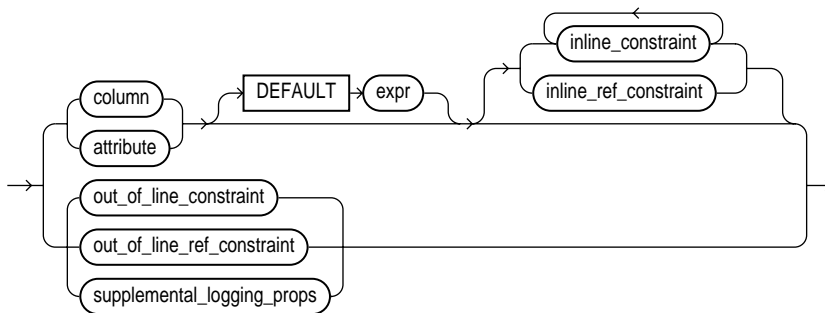 inline_constraint
DEFAULT expr
column
inline_ref_constraint
attribute
out_of_line_constraint
out_of_line_ref_constraint
supplemental_logging_props